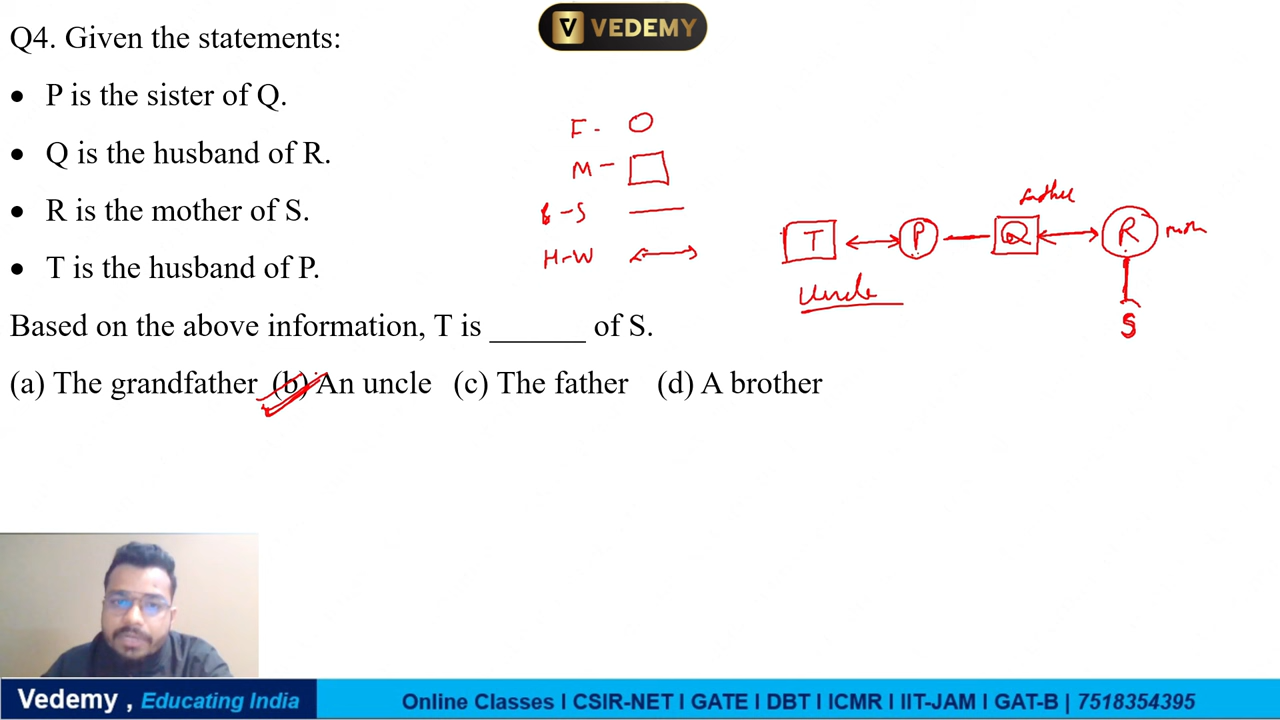 VEDEMY
Q4. Given the statements:
• P is the sister of Q.
• Q is the husband of R.
• R is the mother of S.
• T is the husband of P.
Based on the above information, T is ______ of S.
(a) The grandfather (b) An uncle (c) The father (d) A brother
F -
M -
B - S
H - W
father
T P Q R
Uncle
S
Vedemy , Educating India
Online Classes I CSIR-NET I GATE I DBT I ICMR I IIT-JAM I GAT-B | 7518354395